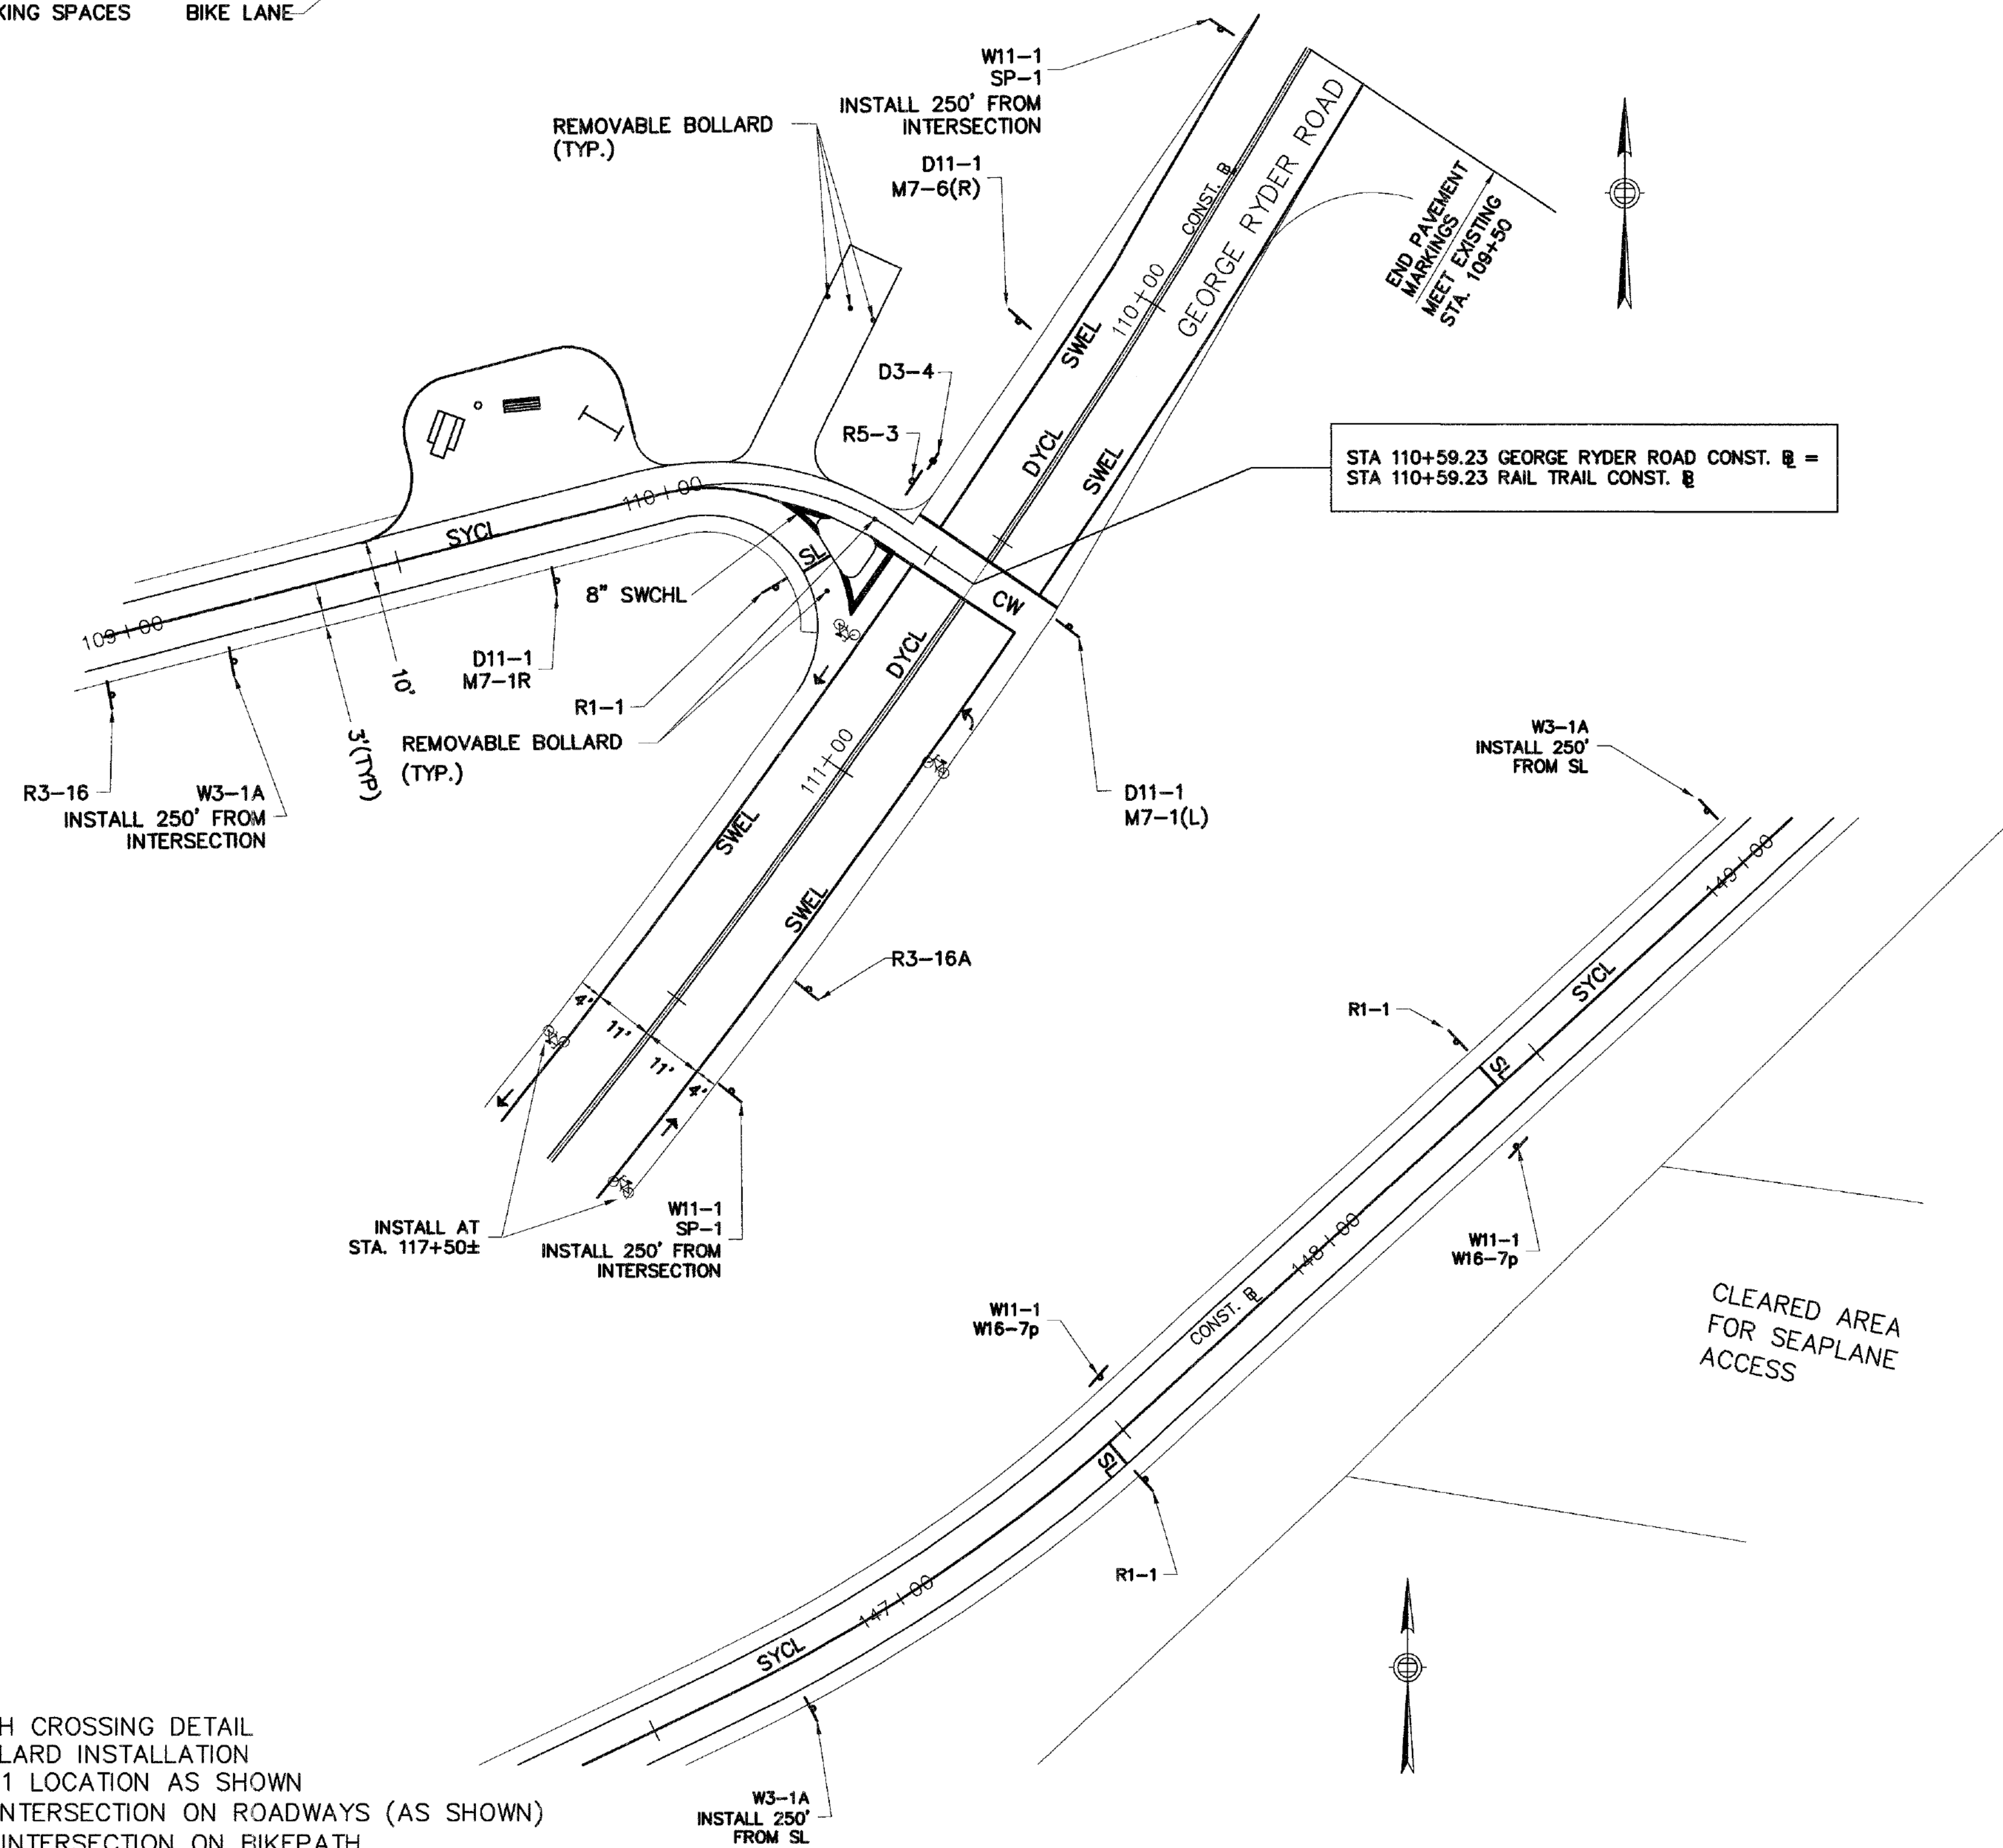 KING SPACES
BIKE LANE
W11-1
SP-1
INSTALL 250' FROM
INTERSECTION
REMOVABLE BOLLARD
(TYP.)
D11-1
M7-6(R)
CONST. BL
GEORGE RYDER ROAD
END PAVEMENT
MARKINGS
MEET EXISTING
STA. 109+50
110+00
SWEL
D3-4
R5-3
DYCL
SWEL
STA 110+59.23 GEORGE RYDER ROAD CONST. BL =
STA 110+59.23 RAIL TRAIL CONST. BL
110+00
SYCL
SL
8" SWCHL
CW
109+00
D11-1
M7-1R
10'
DYCL
R1-1
3'(TYP)
REMOVABLE BOLLARD
(TYP.)
111+00
R3-16
W3-1A
INSTALL 250' FROM
INTERSECTION
D11-1
M7-1(L)
W3-1A
INSTALL 250'
FROM SL
SWEL
SWEL
149+00
R3-16A
SYCL
4'
11'
11'
4'
R1-1
SL
INSTALL AT
STA. 117+50±
W11-1
SP-1
INSTALL 250' FROM
INTERSECTION
W11-1
W16-7p
148+00
CONST. BL
W11-1
W16-7p
CLEARED AREA
FOR SEAPLANE
ACCESS
SL
R1-1
147+00
SYCL
W3-1A
INSTALL 250'
FROM SL
H CROSSING DETAIL
LARD INSTALLATION
1 LOCATION AS SHOWN
NTERSECTION ON ROADWAYS (AS SHOWN)
INTERSECTION ON BIKEPATH